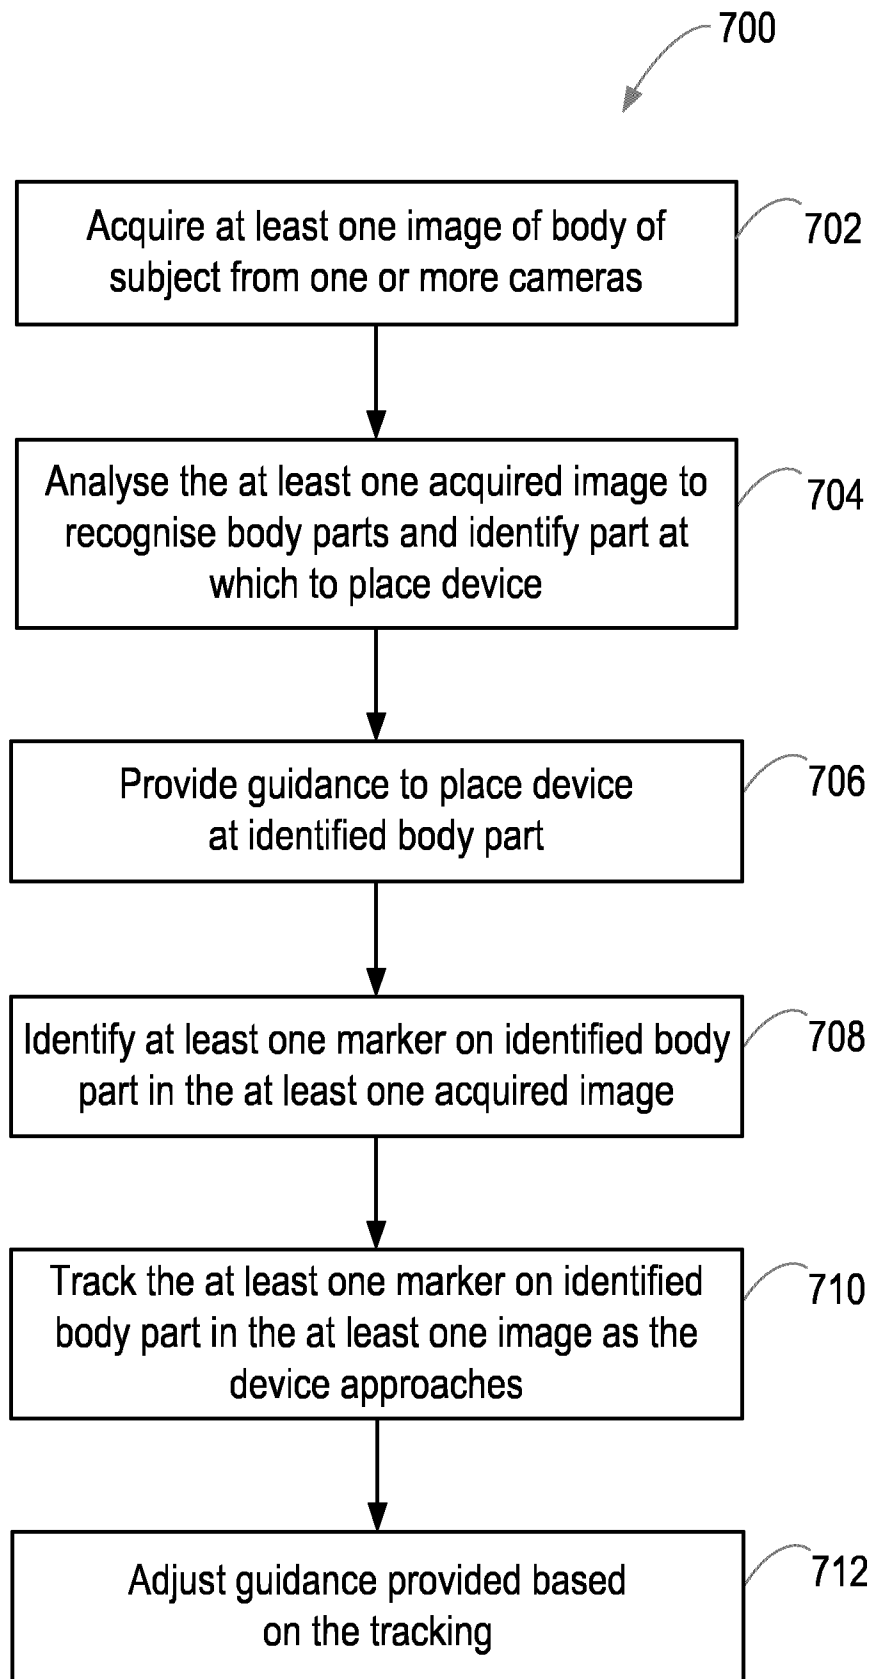 700
Acquire at least one image of body of
subject from one or more cameras
702
Analyse the at least one acquired image to
recognise body parts and identify part at
which to place device
704
Provide guidance to place device
at identified body part
706
Identify at least one marker on identified body
part in the at least one acquired image
708
Track the at least one marker on identified
body part in the at least one image as the
device approaches
710
Adjust guidance provided based
on the tracking
712